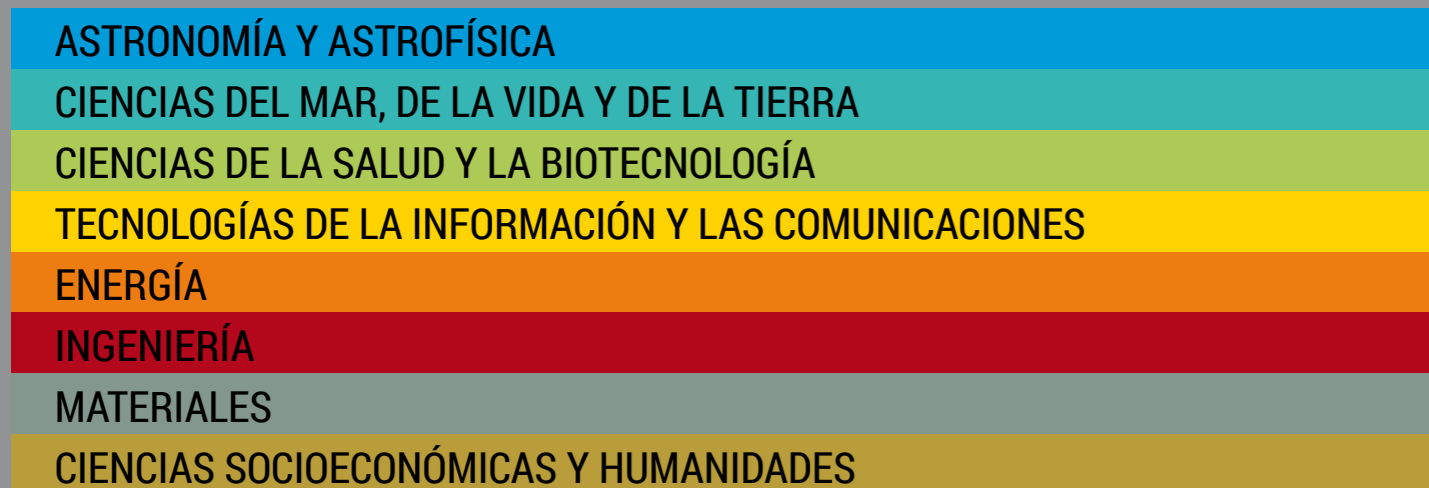 ASTRONOMÍA Y ASTROFÍSICA
CIENCIAS DEL MAR, DE LA VIDA Y DE LA TIERRA
CIENCIAS DE LA SALUD Y LA BIOTECNOLOGÍA
TECNOLOGÍAS DE LA INFORMACIÓN Y LAS COMUNICACIONES
ENERGÍA
INGENIERÍA
MATERIALES
CIENCIAS SOCIOECONÓMICAS Y HUMANIDADES